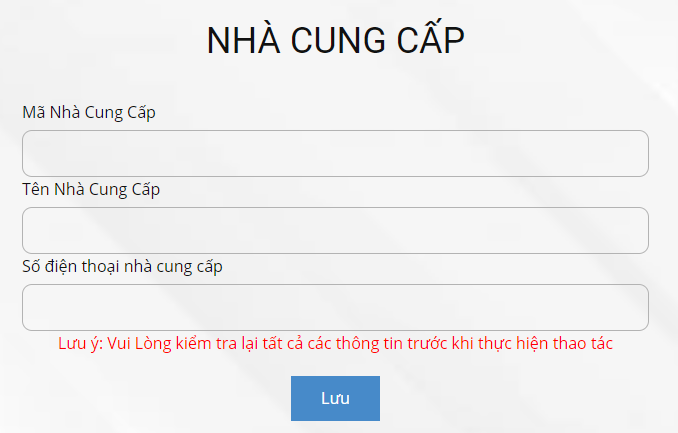 NHÀ CUNG CẤP
Mã Nhà Cung Cấp
Tên Nhà Cung Cấp
Số điện thoại nhà cung cấp
Lưu ý: Vui Lòng kiểm tra lại tất cả các thông tin trước khi thực hiện thao tác
Lưu